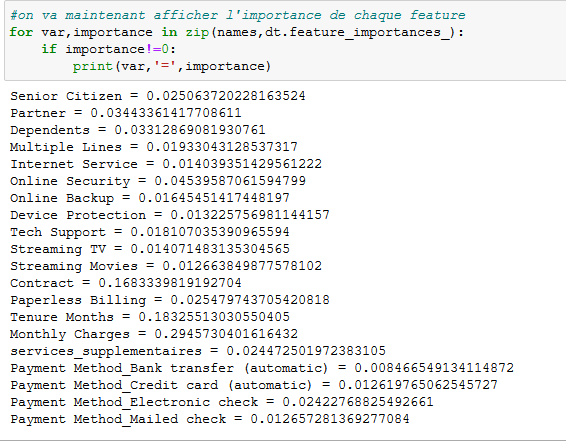 #on va maintenant afficher l'importance de chaque feature
for var,importance in zip(names,dt.feature_importances_):
    if importance!=0:
        print(var,'=',importance)
Senior Citizen = 0.025063720228163524
Partner = 0.03443361417708611
Dependents = 0.03312869081930761
Multiple Lines = 0.01933043128537317
Internet Service = 0.014039351429561222
Online Security = 0.04539587061594799
Online Backup = 0.01645451417448197
Device Protection = 0.013225756981144157
Tech Support = 0.018107035390965594
Streaming TV = 0.014071483135304565
Streaming Movies = 0.012663849877578102
Contract = 0.1683339819192704
Paperless Billing = 0.025479743705420818
Tenure Months = 0.18325513030550405
Monthly Charges = 0.2945730401616432
services_supplementaires = 0.024472501972383105
Payment Method_Bank transfer (automatic) = 0.008466549134114872
Payment Method_Credit card (automatic) = 0.012619765062545727
Payment Method_Electronic check = 0.02422768825492661
Payment Method_Mailed check = 0.012657281369277084